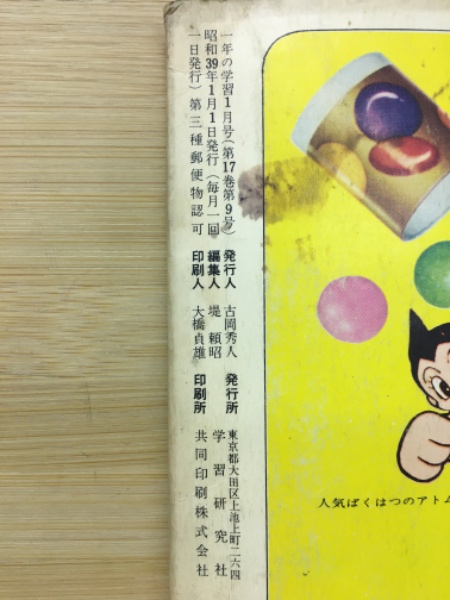 一年の学習1月号(第17巻第9号)
昭和39年1月1日発行(毎月一回
一日発行)第三種郵便物認可
発行人 古岡秀人
編集人 堤 頼昭
印刷人 大橋貞雄
発行所 東京都大田区上池上町二六四
学習研究社
印刷所 共同印刷株式会社
人気ばくはつのアトム